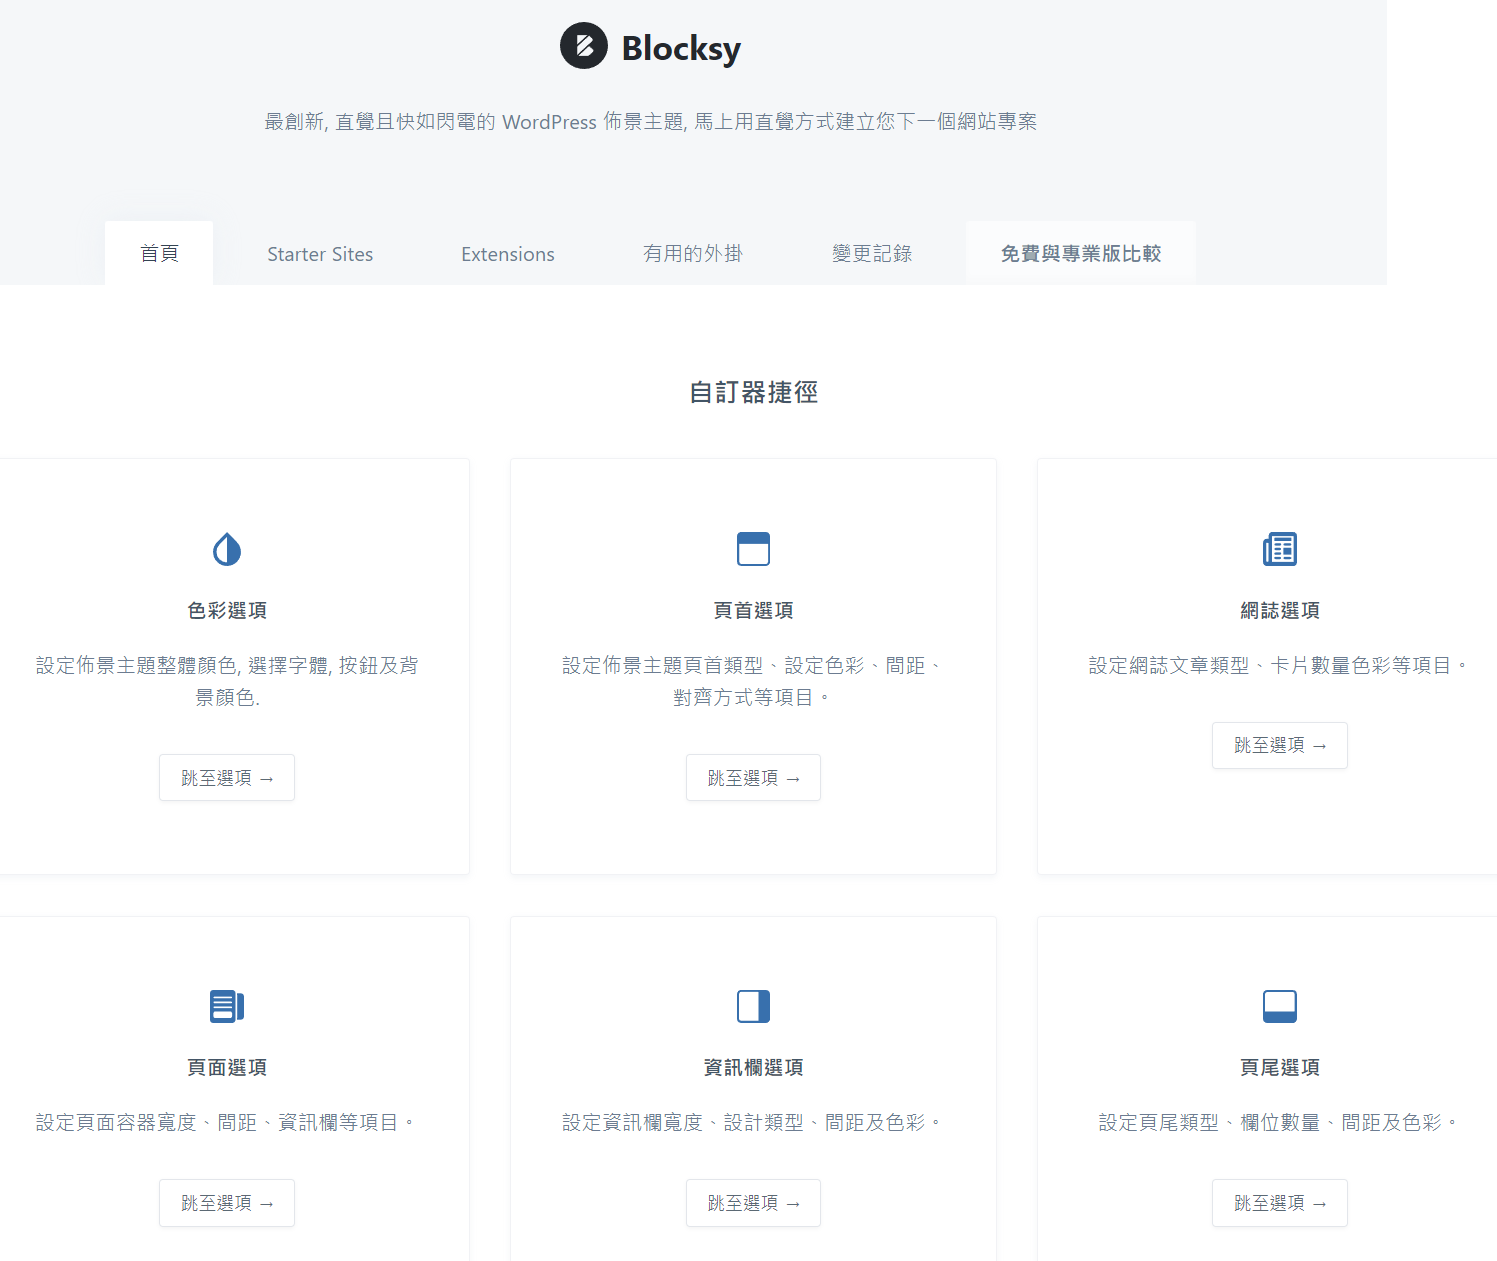 Blocksy
最創新, 直覺且快如閃電的 WordPress 佈景主題, 馬上用直覺方式建立您下一個網站專案
首頁 Starter Sites Extensions 有用的外掛 變更記錄 免費與專業版比較
自訂器捷徑
色彩選項
設定佈景主題整體顏色, 選擇字體, 按鈕及背
景顏色.
跳至選項 →
頁首選項
設定佈景主題頁首類型、設定色彩、間距、
對齊方式等項目。
跳至選項 →
網誌選項
設定網誌文章類型、卡片數量色彩等項目。
跳至選項 →
頁面選項
設定頁面容器寬度、間距、資訊欄等項目。
跳至選項 →
資訊欄選項
設定資訊欄寬度、設計類型、間距及色彩。
跳至選項 →
頁尾選項
設定頁尾類型、欄位數量、間距及色彩。
跳至選項 →